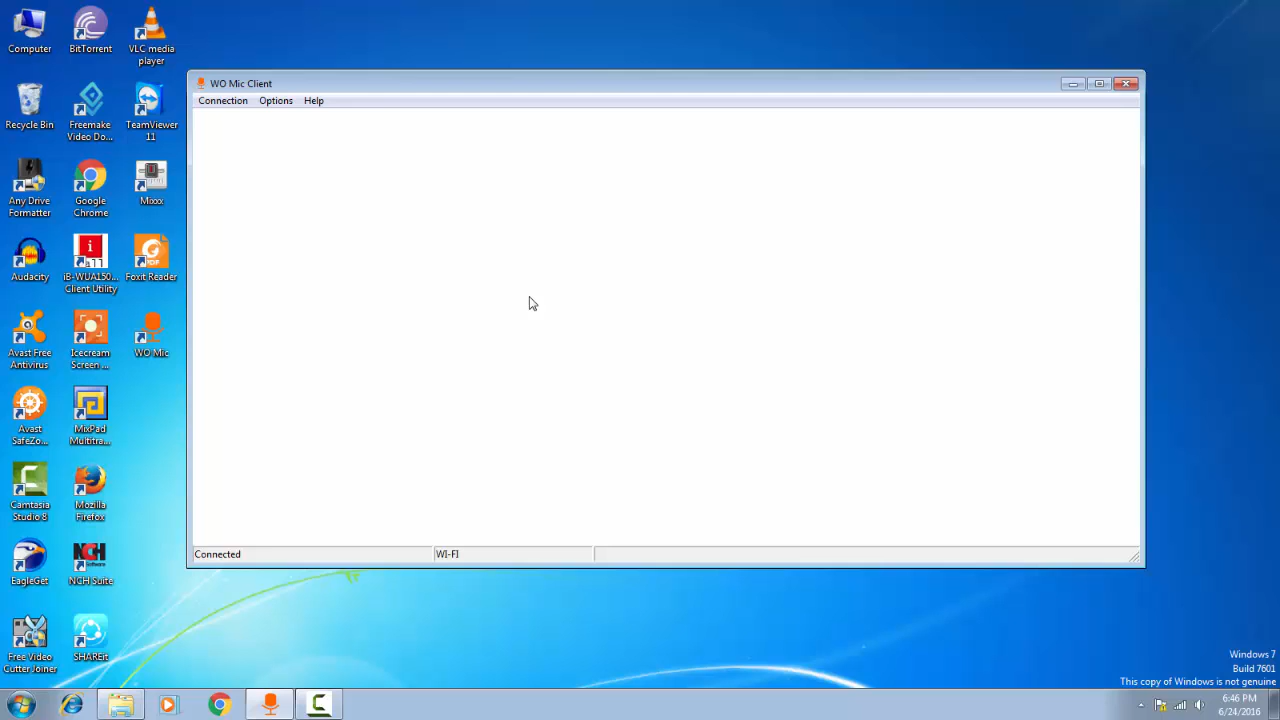 Computer
BitTorrent
VLC media
player
Recycle Bin
Freemake
Video Do...
TeamViewer
11
Any Drive
Formatter
Google
Chrome
Mixxx
Audacity
iB-WUA150...
Client Utility
Foxit Reader
Avast Free
Antivirus
Icecream
Screen ...
WO Mic
Avast
SafeZo...
MixPad
Multitra...
Camtasia
Studio 8
Mozilla
Firefox
EagleGet
NCH Suite
Free Video
Cutter Joiner
SHAREit
WO Mic Client
Connection Options Help
Connected WI-FI
Windows 7
Build 7601
This copy of Windows is not genuine
6:46 PM
6/24/2016